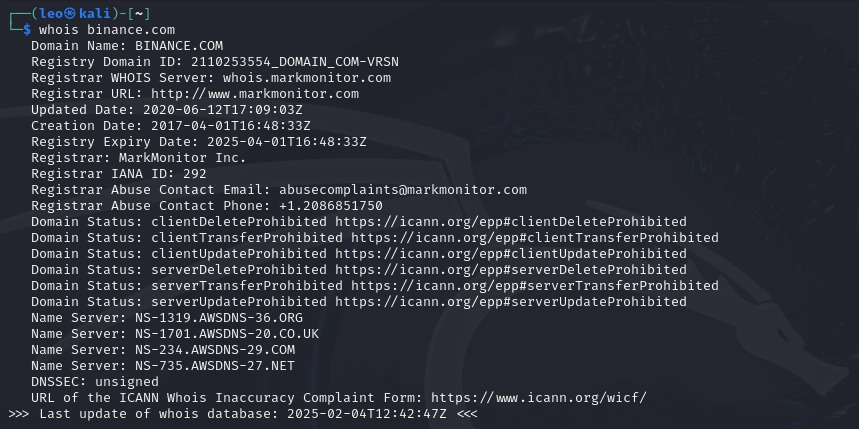 (leo㉿kali)-[~]
$ whois binance.com
Domain Name: BINANCE.COM
Registry Domain ID: 2110253554_DOMAIN_COM-VRSN
Registrar WHOIS Server: whois.markmonitor.com
Registrar URL: http://www.markmonitor.com
Updated Date: 2020-06-12T17:09:03Z
Creation Date: 2017-04-01T16:48:33Z
Registry Expiry Date: 2025-04-01T16:48:33Z
Registrar: MarkMonitor Inc.
Registrar IANA ID: 292
Registrar Abuse Contact Email: abusecomplaints@markmonitor.com
Registrar Abuse Contact Phone: +1.2086851750
Domain Status: clientDeleteProhibited https://icann.org/epp#clientDeleteProhibited
Domain Status: clientTransferProhibited https://icann.org/epp#clientTransferProhibited
Domain Status: clientUpdateProhibited https://icann.org/epp#clientUpdateProhibited
Domain Status: serverDeleteProhibited https://icann.org/epp#serverDeleteProhibited
Domain Status: serverTransferProhibited https://icann.org/epp#serverTransferProhibited
Domain Status: serverUpdateProhibited https://icann.org/epp#serverUpdateProhibited
Name Server: NS-1319.AWSDNS-36.ORG
Name Server: NS-1701.AWSDNS-20.CO.UK
Name Server: NS-234.AWSDNS-29.COM
Name Server: NS-735.AWSDNS-27.NET
DNSSEC: unsigned
URL of the ICANN Whois Inaccuracy Complaint Form: https://www.icann.org/wicf/
>>> Last update of whois database: 2025-02-04T12:42:47Z <<<